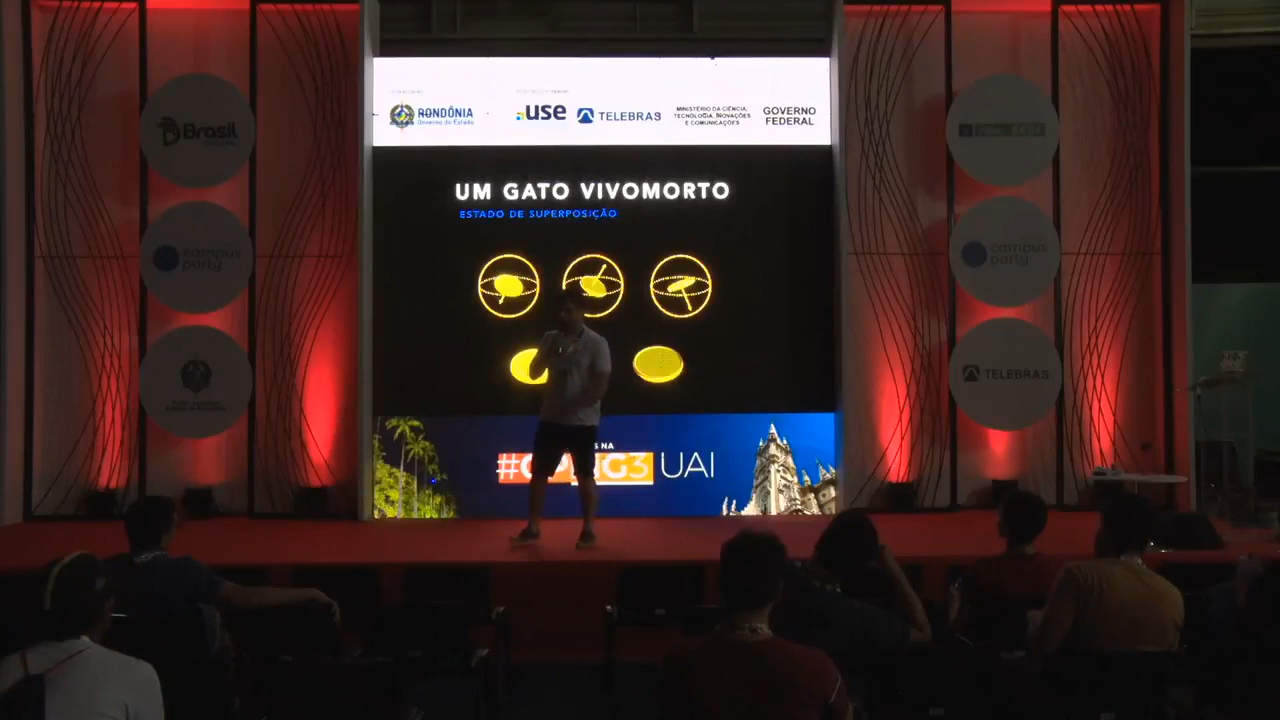 RONDÔNIA
Governo do Estado
.use
TELEBRAS
MINISTÉRIO DA CIÊNCIA,
TECNOLOGIA, INOVAÇÕES
E COMUNICAÇÕES
GOVERNO
FEDERAL
Brasil
UM GATO VIVOMORTO
ESTADO DE SUPERPOSIÇÃO
campus
party
campus
party
TELEBRAS
NA
UAI